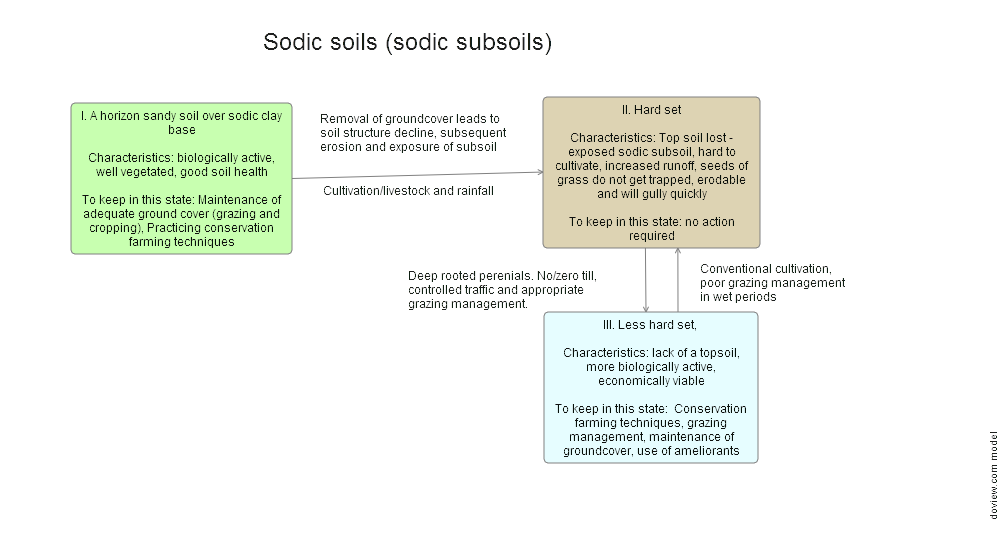 Sodic soils (sodic subsoils)
I. A horizon sandy soil over sodic clay
base
Characteristics: biologically active,
well vegetated, good soil health
To keep in this state: Maintenance of
adequate ground cover (grazing and
cropping), Practicing conservation
farming techniques
Removal of groundcover leads to
soil structure decline, subsequent
erosion and exposure of subsoil
Cultivation/livestock and rainfall
II. Hard set
Characteristics: Top soil lost -
exposed sodic subsoil, hard to
cultivate, increased runoff, seeds of
grass do not get trapped, erodable
and will gully quickly
To keep in this state: no action
required
Deep rooted perenials. No/zero till,
controlled traffic and appropriate
grazing management.
Conventional cultivation,
poor grazing management
in wet periods
III. Less hard set,
Characteristics: lack of a topsoil,
more biologically active,
economically viable
To keep in this state:  Conservation
farming techniques, grazing
management, maintenance of
groundcover, use of ameliorants
doview.com model